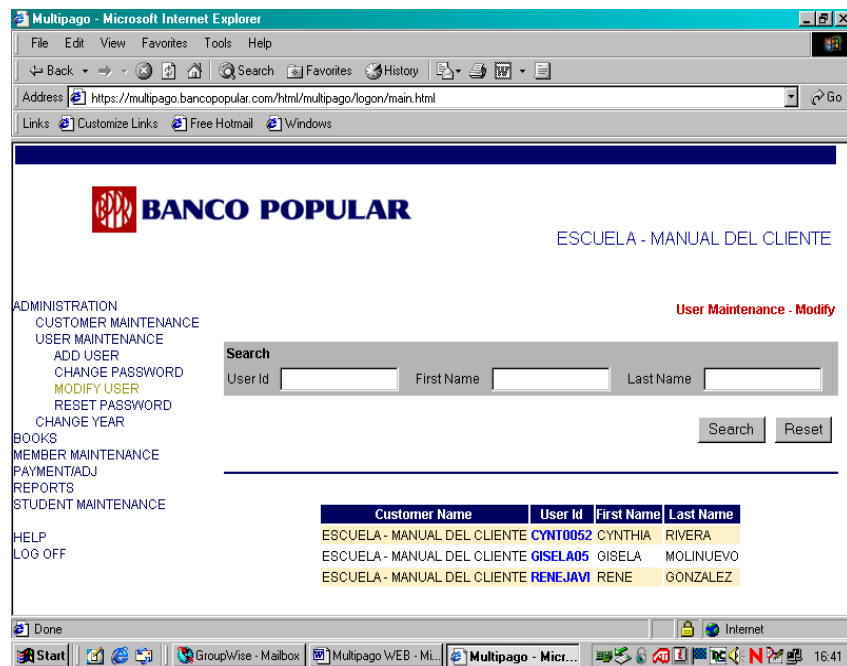 Multipago - Microsoft Internet Explorer
File Edit View Favorites Tools Help
Back Search Favorites History
Address https://multipago.bancopopular.com/html/multipago/logon/main.html Go
Links Customize Links Free Hotmail Windows
BANCO POPULAR
ESCUELA - MANUAL DEL CLIENTE
ADMINISTRATION
CUSTOMER MAINTENANCE
USER MAINTENANCE
ADD USER
CHANGE PASSWORD
MODIFY USER
RESET PASSWORD
CHANGE YEAR
BOOKS
MEMBER MAINTENANCE
PAYMENT/ADJ
REPORTS
STUDENT MAINTENANCE
HELP
LOG OFF
User Maintenance - Modify
Search
User Id First Name Last Name
Search Reset
Customer Name User Id First Name Last Name
ESCUELA - MANUAL DEL CLIENTE CYNT0052 CYNTHIA RIVERA
ESCUELA - MANUAL DEL CLIENTE GISELA05 GISELA MOLINUEVO
ESCUELA - MANUAL DEL CLIENTE RENEJAVI RENE GONZALEZ
Done Internet
Start GroupWise - Mailbox Multipago WEB - Mi... Multipago - Micr... 16:41